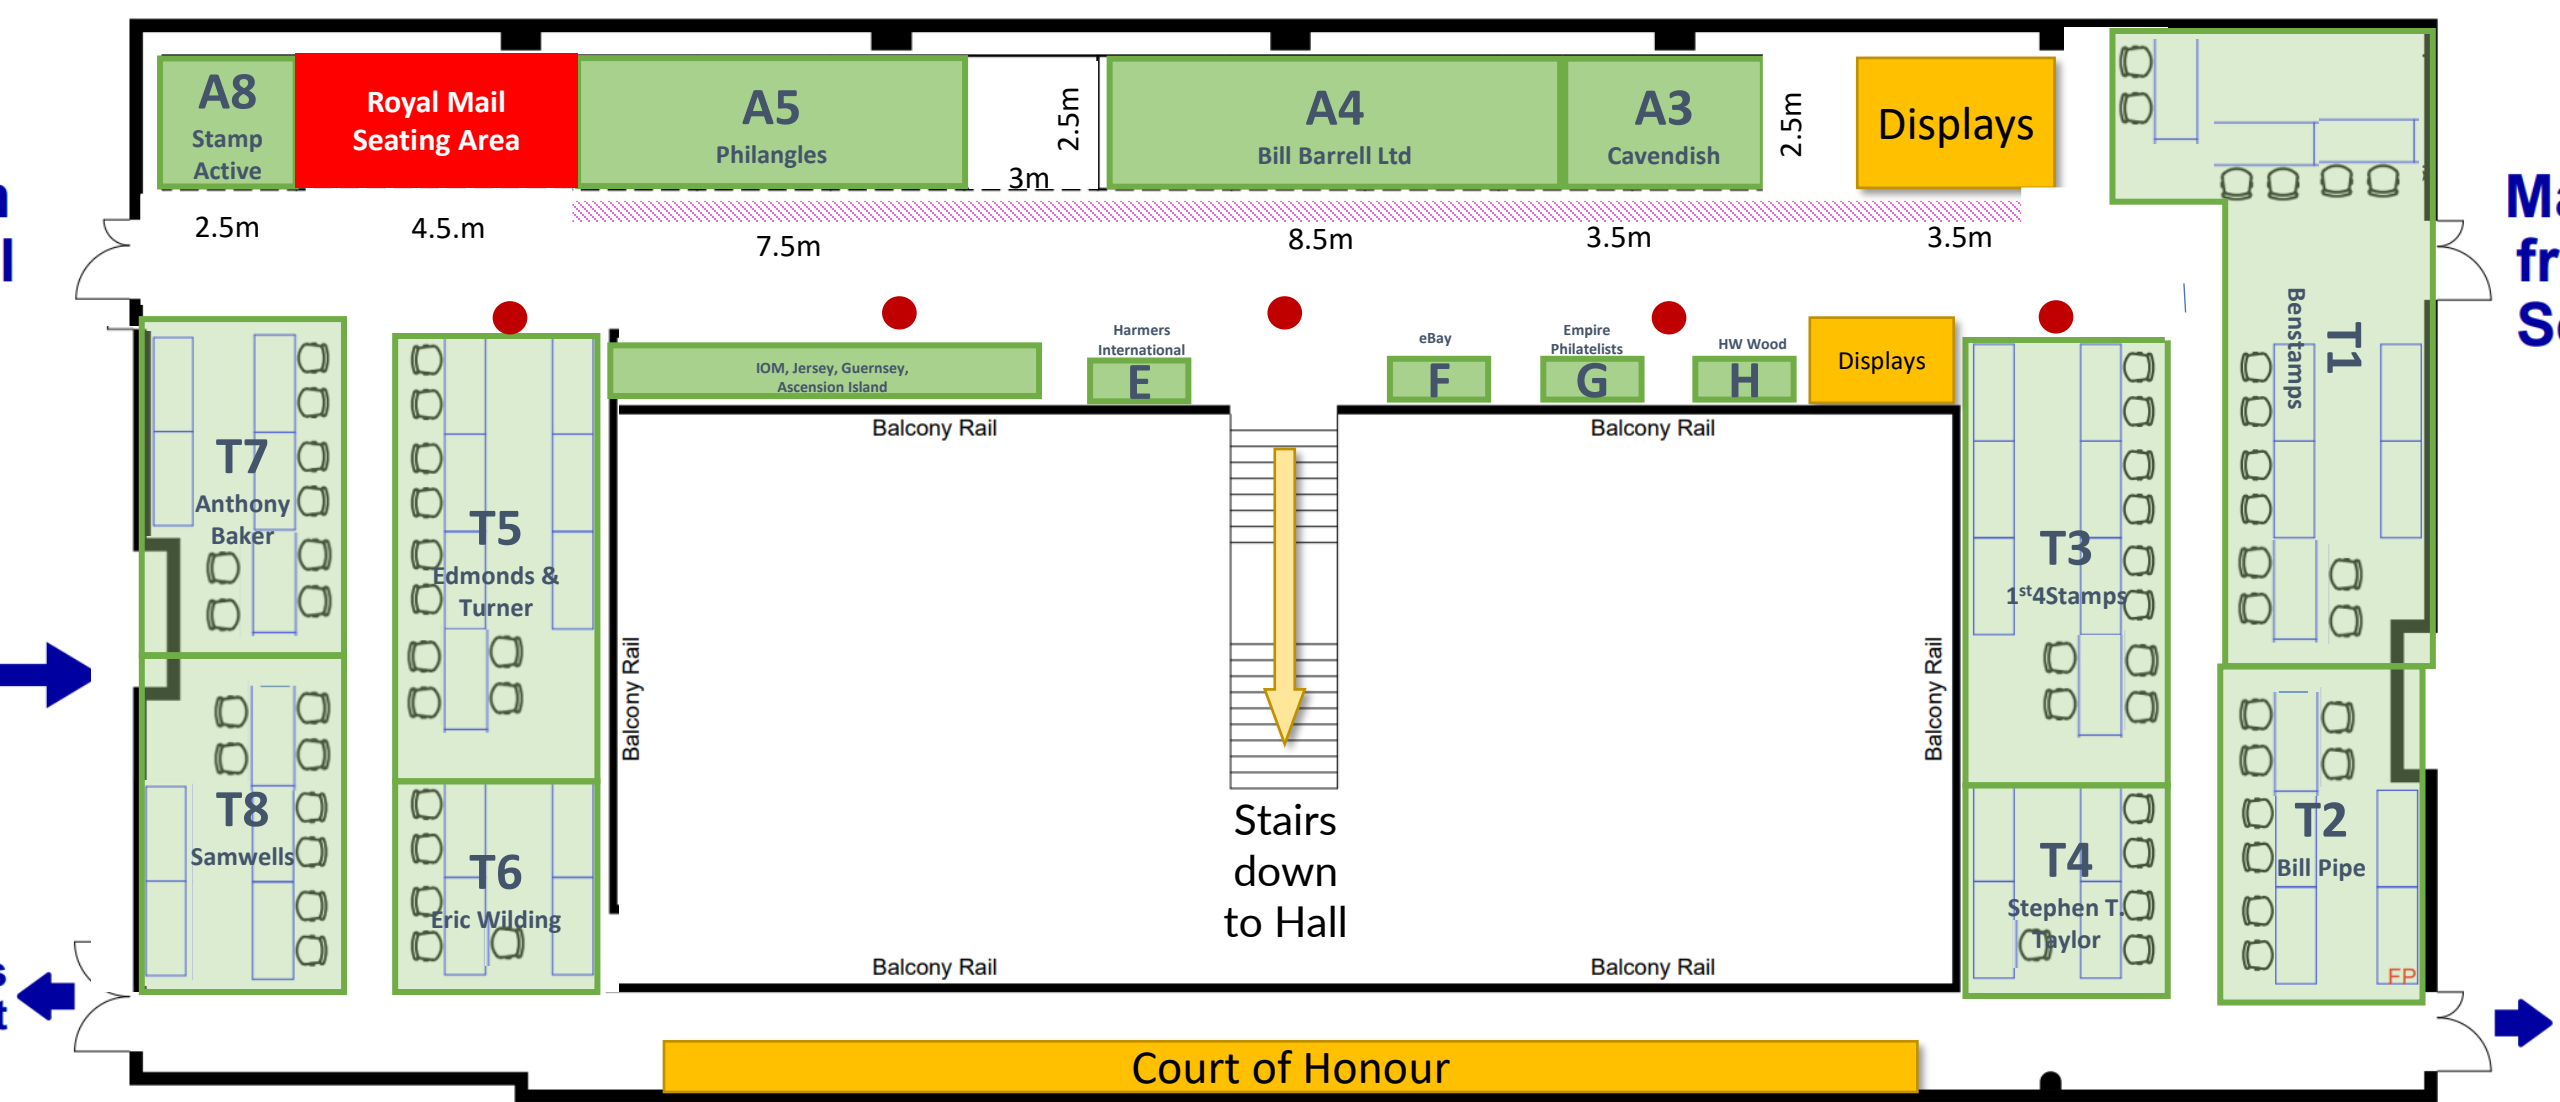 A8
Stamp
Active
Royal Mail
Seating Area
A5
Philangles
2.5m
3m
A4
Bill Barrell Ltd
A3
Cavendish
2.5m
Displays
2.5m
4.5.m
7.5m
8.5m
3.5m
3.5m
IOM, Jersey, Guernsey,
Ascension Island
Harmers
International
E
eBay
F
Empire
Philatelists
G
HW Wood
H
Displays
Balcony Rail
Balcony Rail
T7
Anthony
Baker
T5
Edmonds &
Turner
T3
1st4Stamps
T1
Benstamps
Balcony Rail
Balcony Rail
T8
Samwells
T6
Eric Wilding
Stairs
down
to Hall
T4
Stephen T.
Taylor
T2
Bill Pipe
FP
Balcony Rail
Balcony Rail
Court of Honour